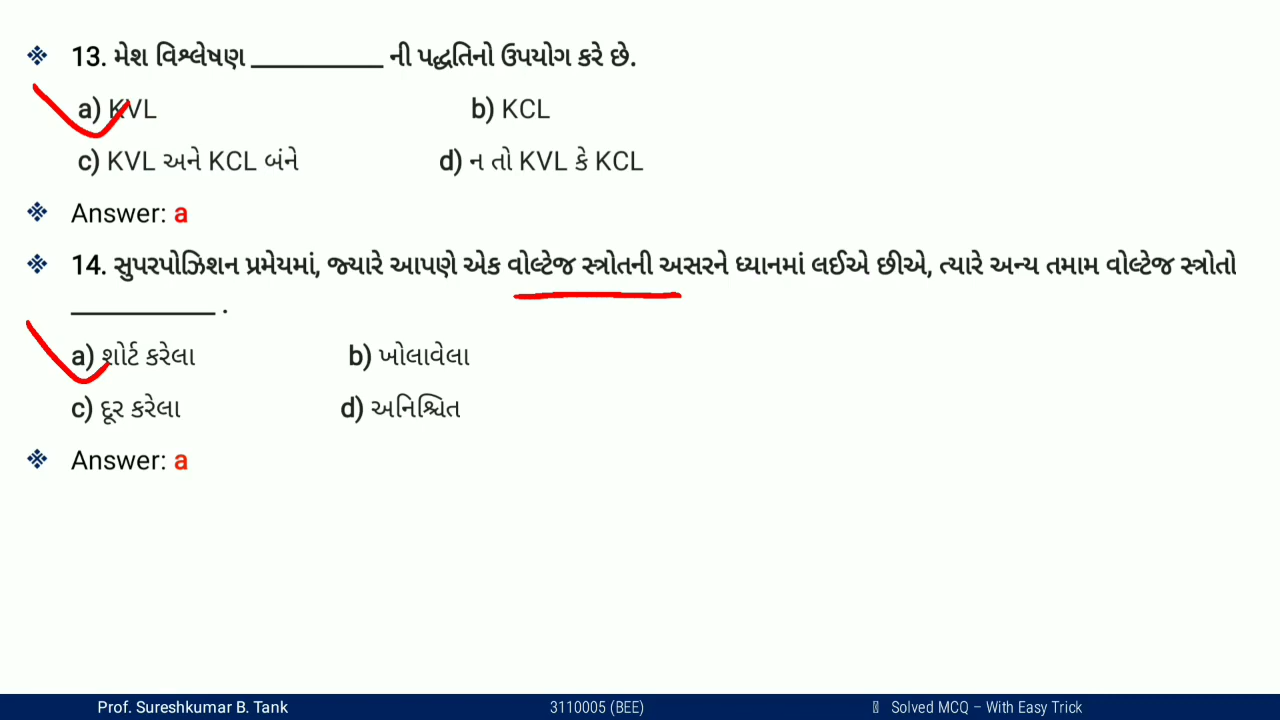 ❖ 13. મેશ વિશ્લેષણ __________ ની પદ્ધતિનો ઉપયોગ કરે છે.
a) KVL b) KCL
c) KVL અને KCL બંને d) ન તો KVL કે KCL
❖ Answer: a
❖ 14. સુપરપોઝિશન પ્રમેયમાં, જ્યારે આપણે એક વોલ્ટેજ સ્ત્રોતની અસરને ધ્યાનમાં લઈએ છીએ, ત્યારે અન્ય તમામ વોલ્ટેજ સ્ત્રોતો
___________ .
a) શોર્ટ કરેલા b) ખોલાવેલા
c) દૂર કરેલા d) અનિશ્ચિત
❖ Answer: a
Prof. Sureshkumar B. Tank 3110005 (BEE) Solved MCQ – With Easy Trick